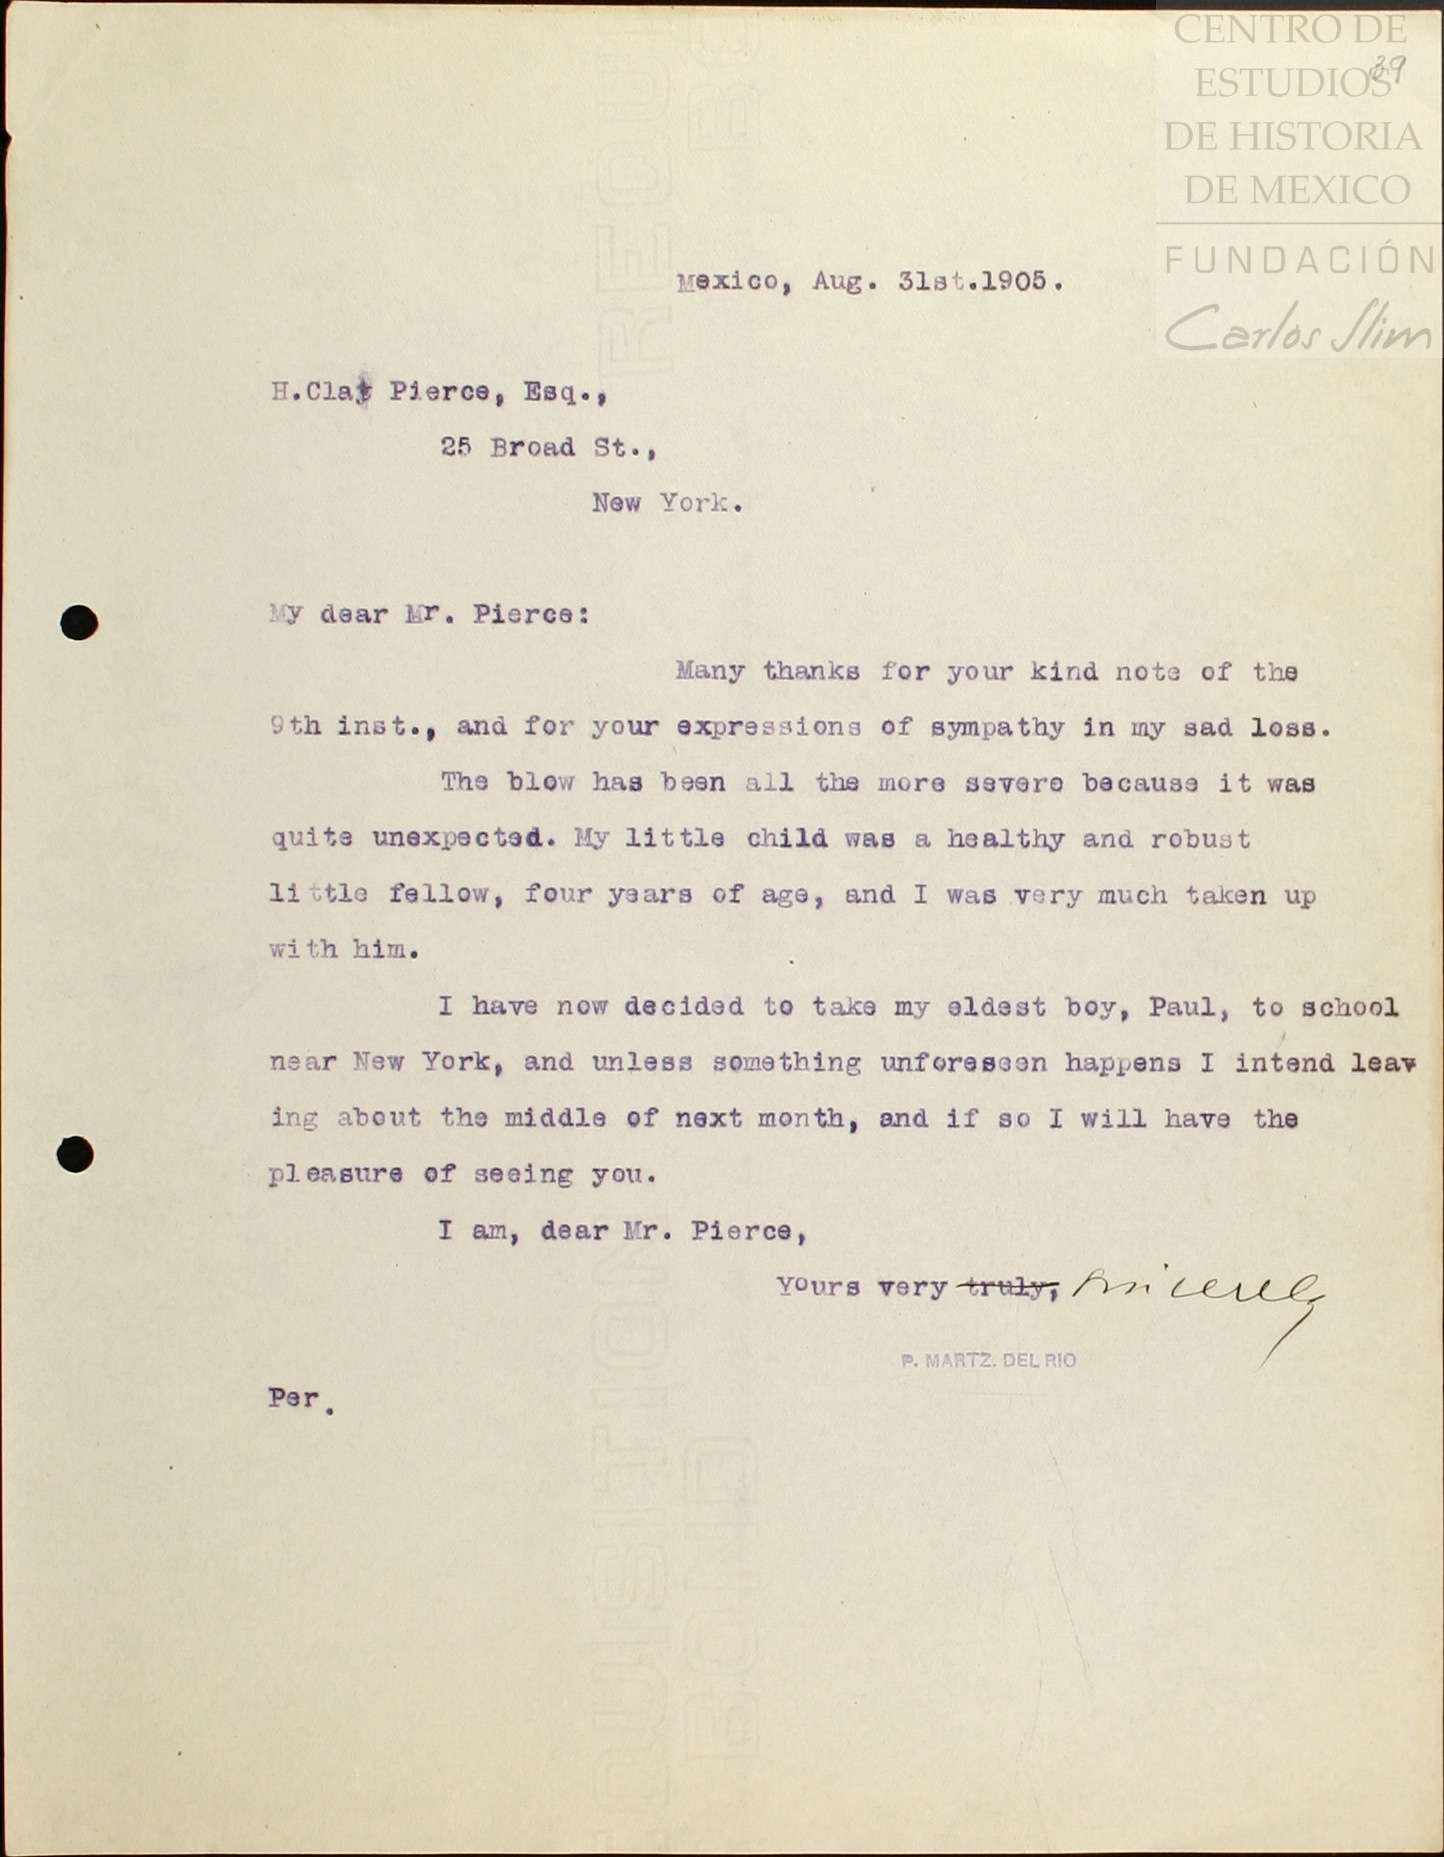 CENTRO DE
39
ESTUDIOS
DE HISTORIA
DE MEXICO
FUNDACIÓN
Carlos Slim
Mexico, Aug. 31st.1905.
H.Clay Pierce, Esq.,
25 Broad St.,
New York.
My dear Mr. Pierce:
Many thanks for your kind note of the
9th inst., and for your expressions of sympathy in my sad loss.
The blow has been all the more severe because it was
quite unexpected. My little child was a healthy and robust
little fellow, four years of age, and I was very much taken up
with him.
I have now decided to take my eldest boy, Paul, to school
near New York, and unless something unforeseen happens I intend leav
ing about the middle of next month, and if so I will have the
pleasure of seeing you.
I am, dear Mr. Pierce,
Yours very truly, sincerely
P. MARTZ. DEL RIO
Per.